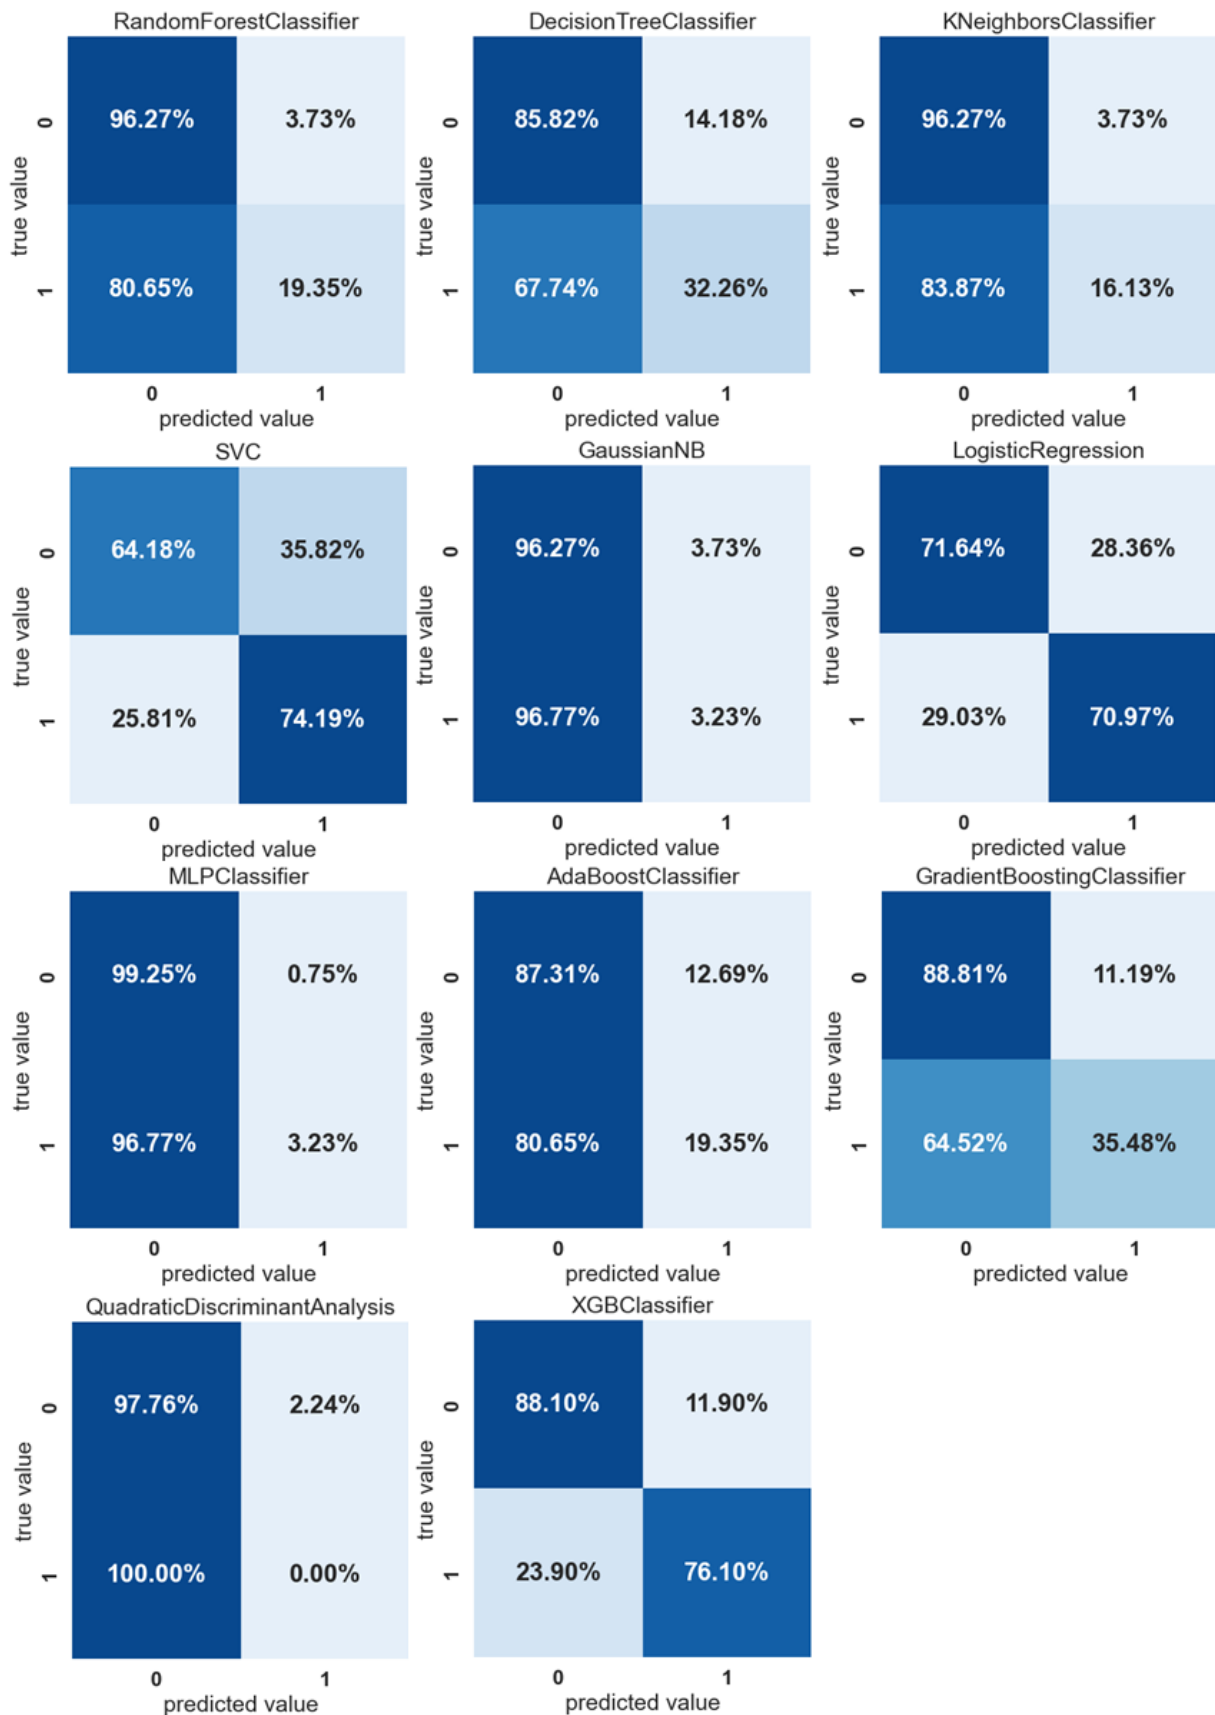 RandomForestClassifier
DecisionTreeClassifier
KNeighborsClassifier
true value
0
96.27%
3.73%
1
80.65%
19.35%
0
1
predicted value
true value
0
85.82%
14.18%
1
67.74%
32.26%
0
1
predicted value
true value
0
96.27%
3.73%
1
83.87%
16.13%
0
1
predicted value
SVC
GaussianNB
LogisticRegression
true value
0
64.18%
35.82%
1
25.81%
74.19%
0
1
predicted value
true value
0
96.27%
3.73%
1
96.77%
3.23%
0
1
predicted value
true value
0
71.64%
28.36%
1
29.03%
70.97%
0
1
predicted value
MLPClassifier
AdaBoostClassifier
GradientBoostingClassifier
true value
0
99.25%
0.75%
1
96.77%
3.23%
0
1
predicted value
true value
0
87.31%
12.69%
1
80.65%
19.35%
0
1
predicted value
true value
0
88.81%
11.19%
1
64.52%
35.48%
0
1
predicted value
QuadraticDiscriminantAnalysis
XGBClassifier
true value
0
97.76%
2.24%
1
100.00%
0.00%
0
1
predicted value
true value
0
88.10%
11.90%
1
23.90%
76.10%
0
1
predicted value